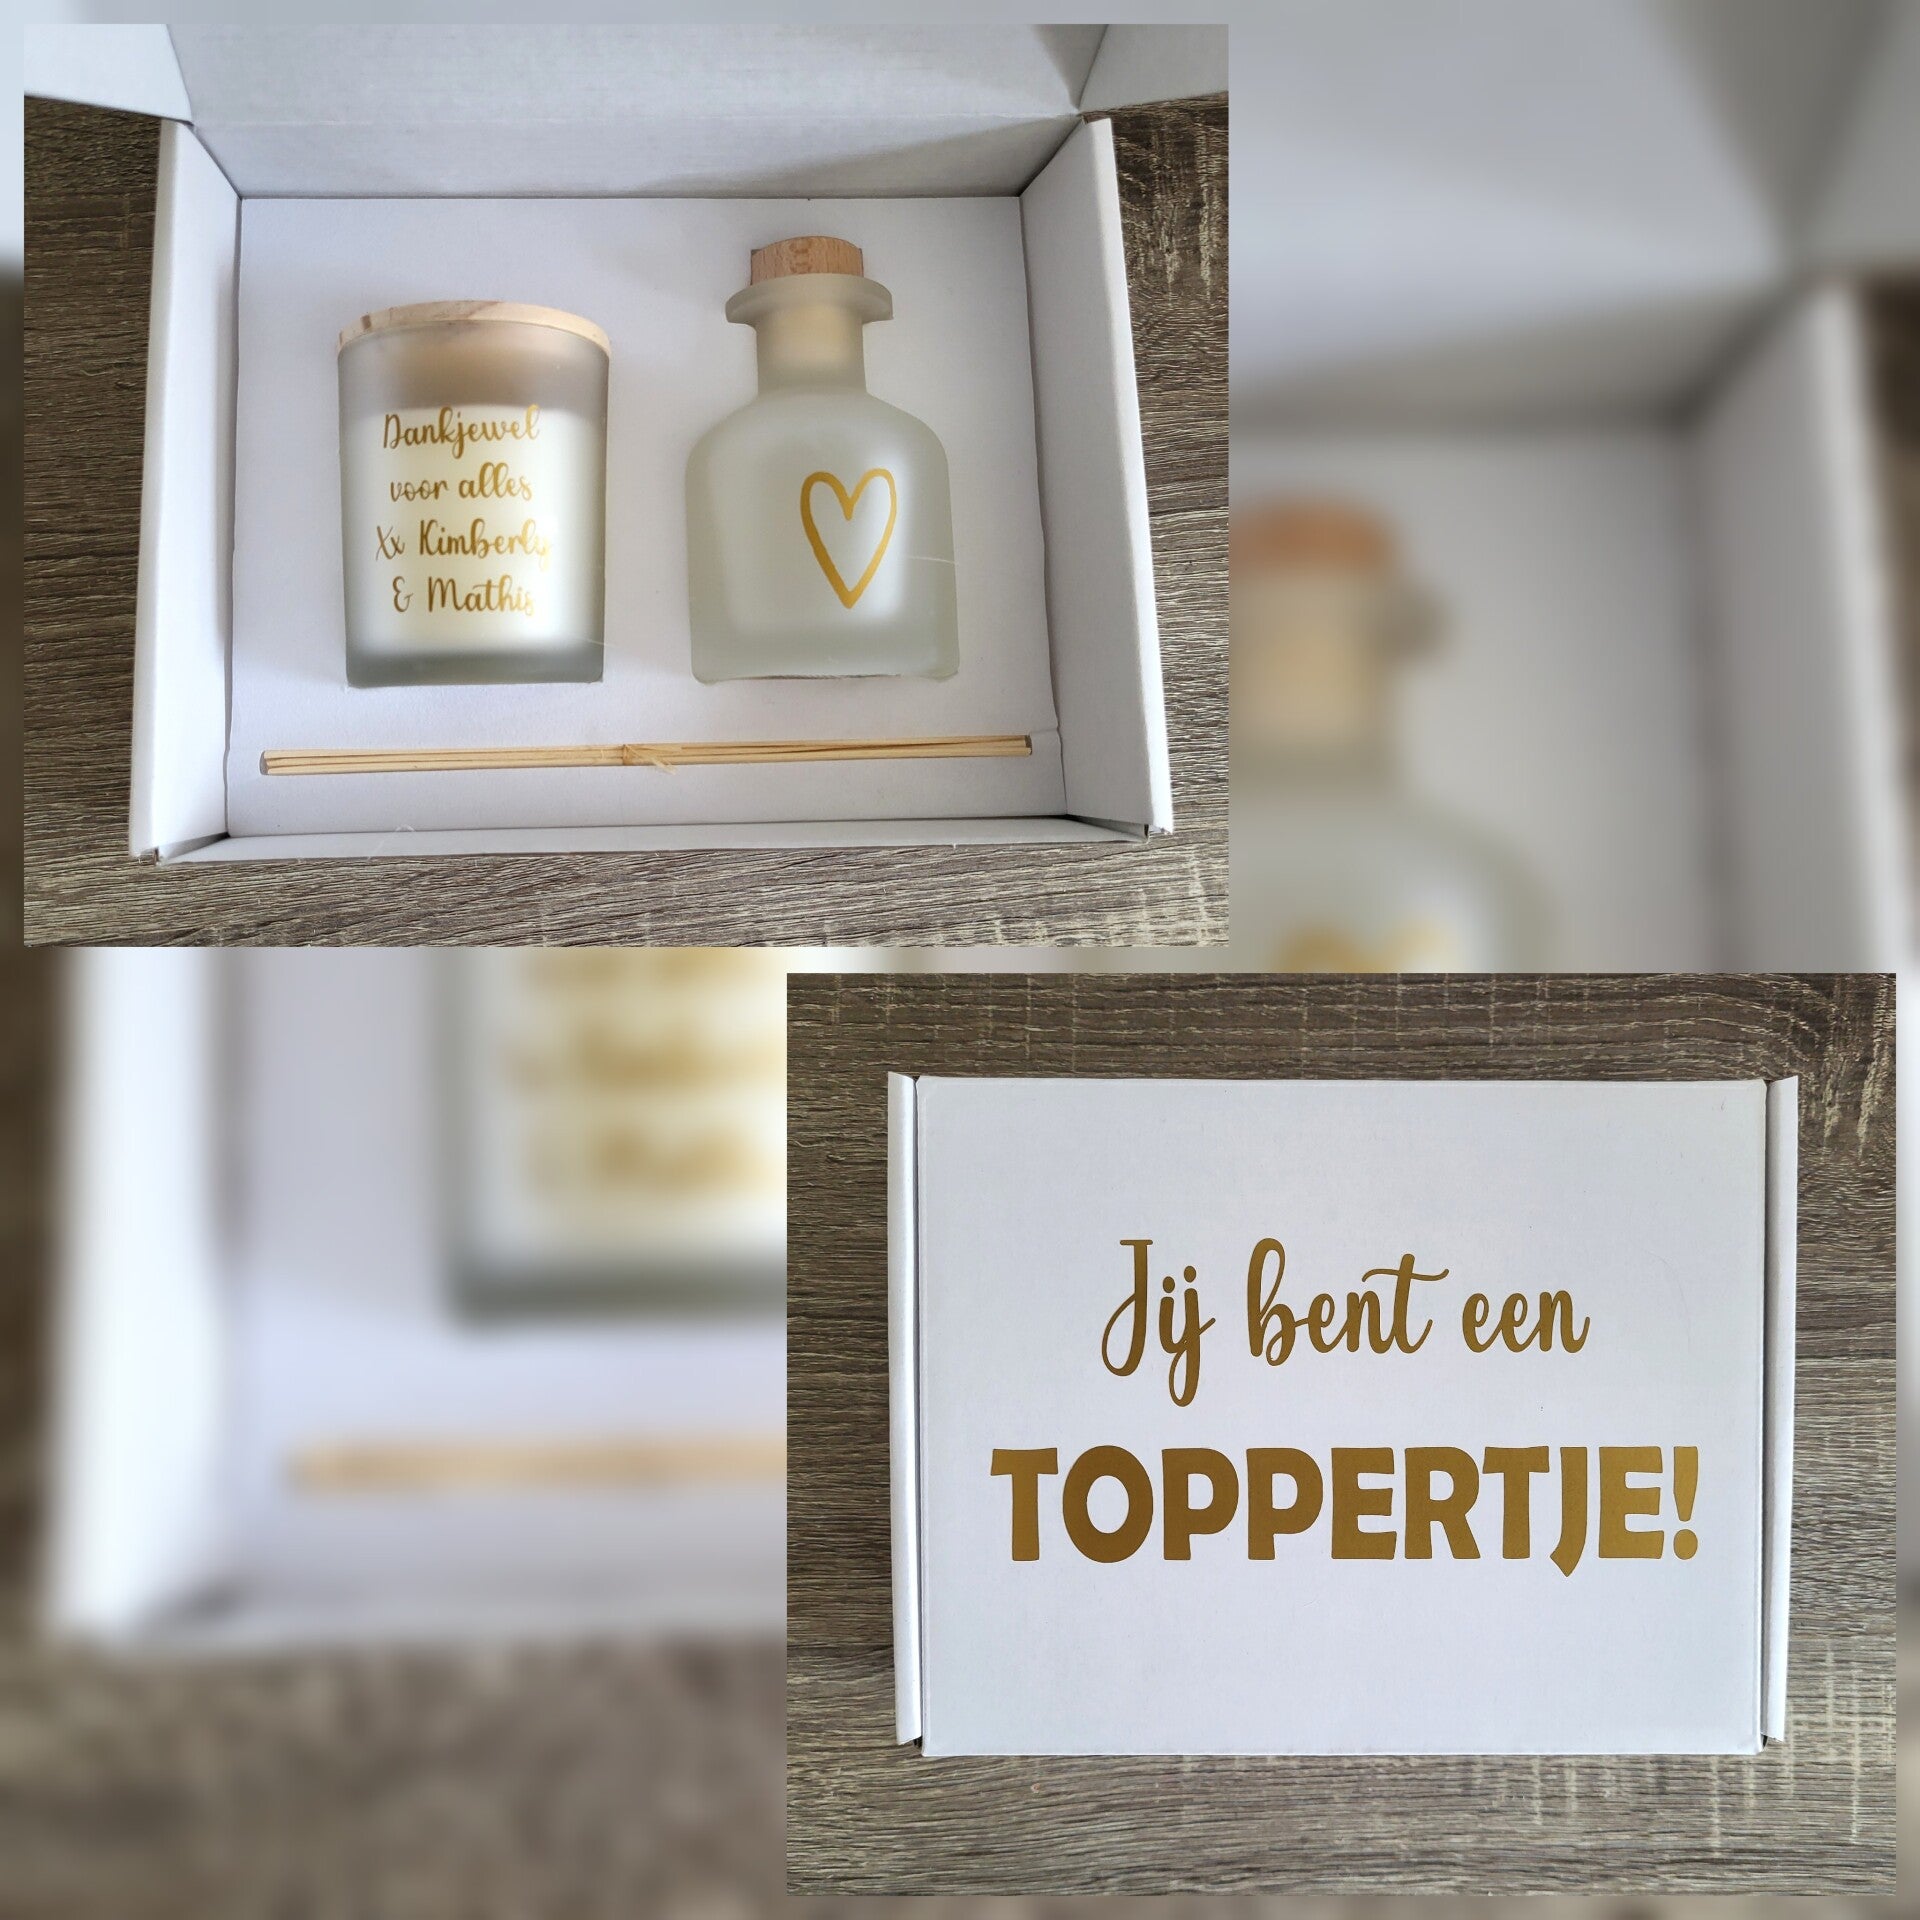 Dankjewel
voor alles
Xx Kimberly
& Mathis
Jij bent een
TOPPERTJE!